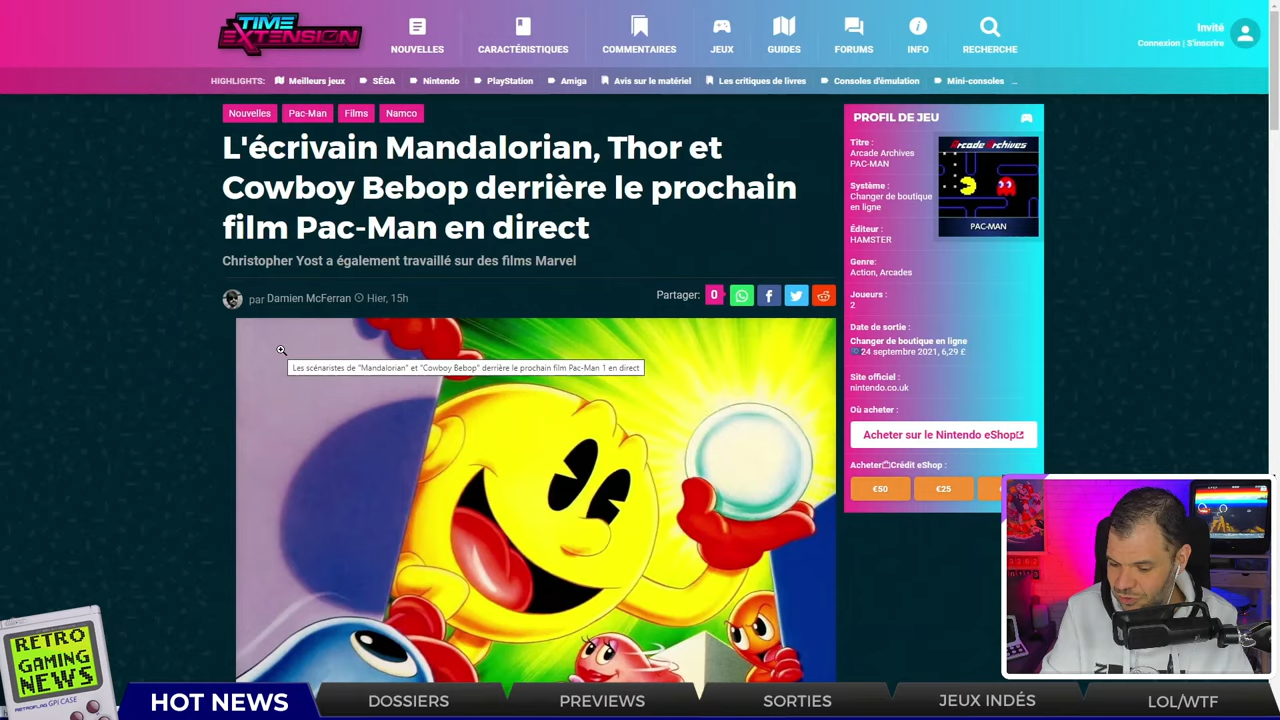 TIME
EXTENSION
NOUVELLES
CARACTÉRISTIQUES
COMMENTAIRES
JEUX
GUIDES
FORUMS
INFO
RECHERCHE
Invité
Connexion | S'inscrire
HIGHLIGHTS:
Meilleurs jeux
SÉGA
Nintendo
PlayStation
Amiga
Avis sur le matériel
Les critiques de livres
Consoles d'émulation
Mini-consoles
...
Nouvelles
Pac-Man
Films
Namco
L'écrivain Mandalorian, Thor et
Cowboy Bebop derrière le prochain
film Pac-Man en direct
Christopher Yost a également travaillé sur des films Marvel
par Damien McFerran Hier, 15h
Partager: 0
Les scénaristes de "Mandalorian" et "Cowboy Bebop" derrière le prochain film Pac-Man 1 en direct
PROFIL DE JEU
Titre :
Arcade Archives
PAC-MAN
Système :
Changer de boutique
en ligne
Éditeur :
HAMSTER
Genre:
Action, Arcades
Joueurs :
2
Date de sortie :
Changer de boutique en ligne
24 septembre 2021, 6,29 £
Site officiel :
nintendo.co.uk
Où acheter :
Acheter sur le Nintendo eShop
Acheter Crédit eShop :
€50
€25
Arcade Archives
PAC-MAN
RETRO
GAMING
NEWS
RETROFLAG GPi CASE
HOT NEWS
DOSSIERS
PREVIEWS
SORTIES
JEUX INDÉS
LOL/WTF